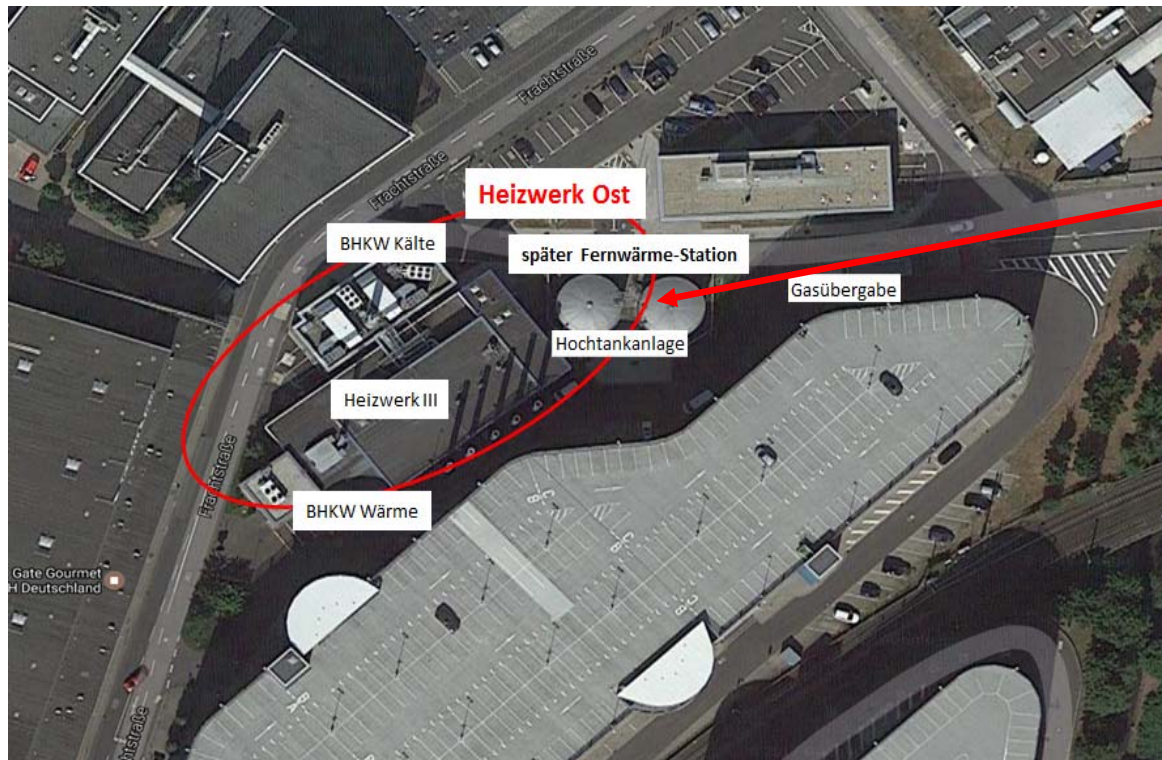 Frachtstraße
Frachtstraße
Heizwerk Ost
BHKW Kälte
später Fernwärme-Station
Gasübergabe
Hochtankanlage
Heizwerk III
Frachtstraße
BHKW Wärme
Gate Gourmet
H Deutschland
C
B
C
B
C
B
B
A